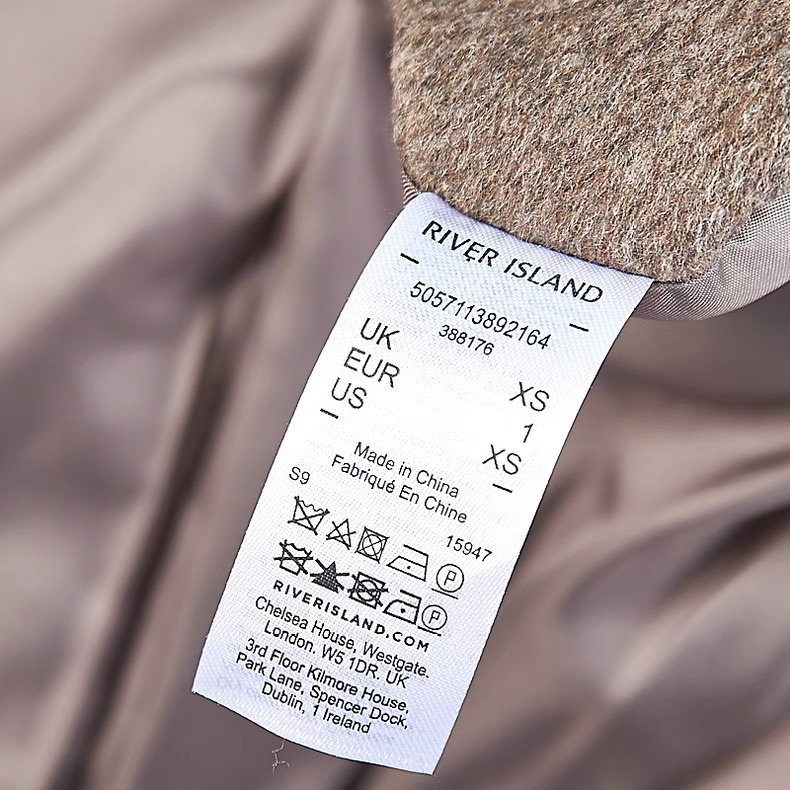 RIVER ISLAND
5057113892164
388176
UK XS
EUR 1
US XS
Made in China
Fabriqué En Chine
S9
15947
P
P
RIVERISLAND.COM
Chelsea House, Westgate.
London. W5 1DR. UK
3rd Floor Kilmore House,
Park Lane, Spencer Dock,
Dublin, 1 Ireland